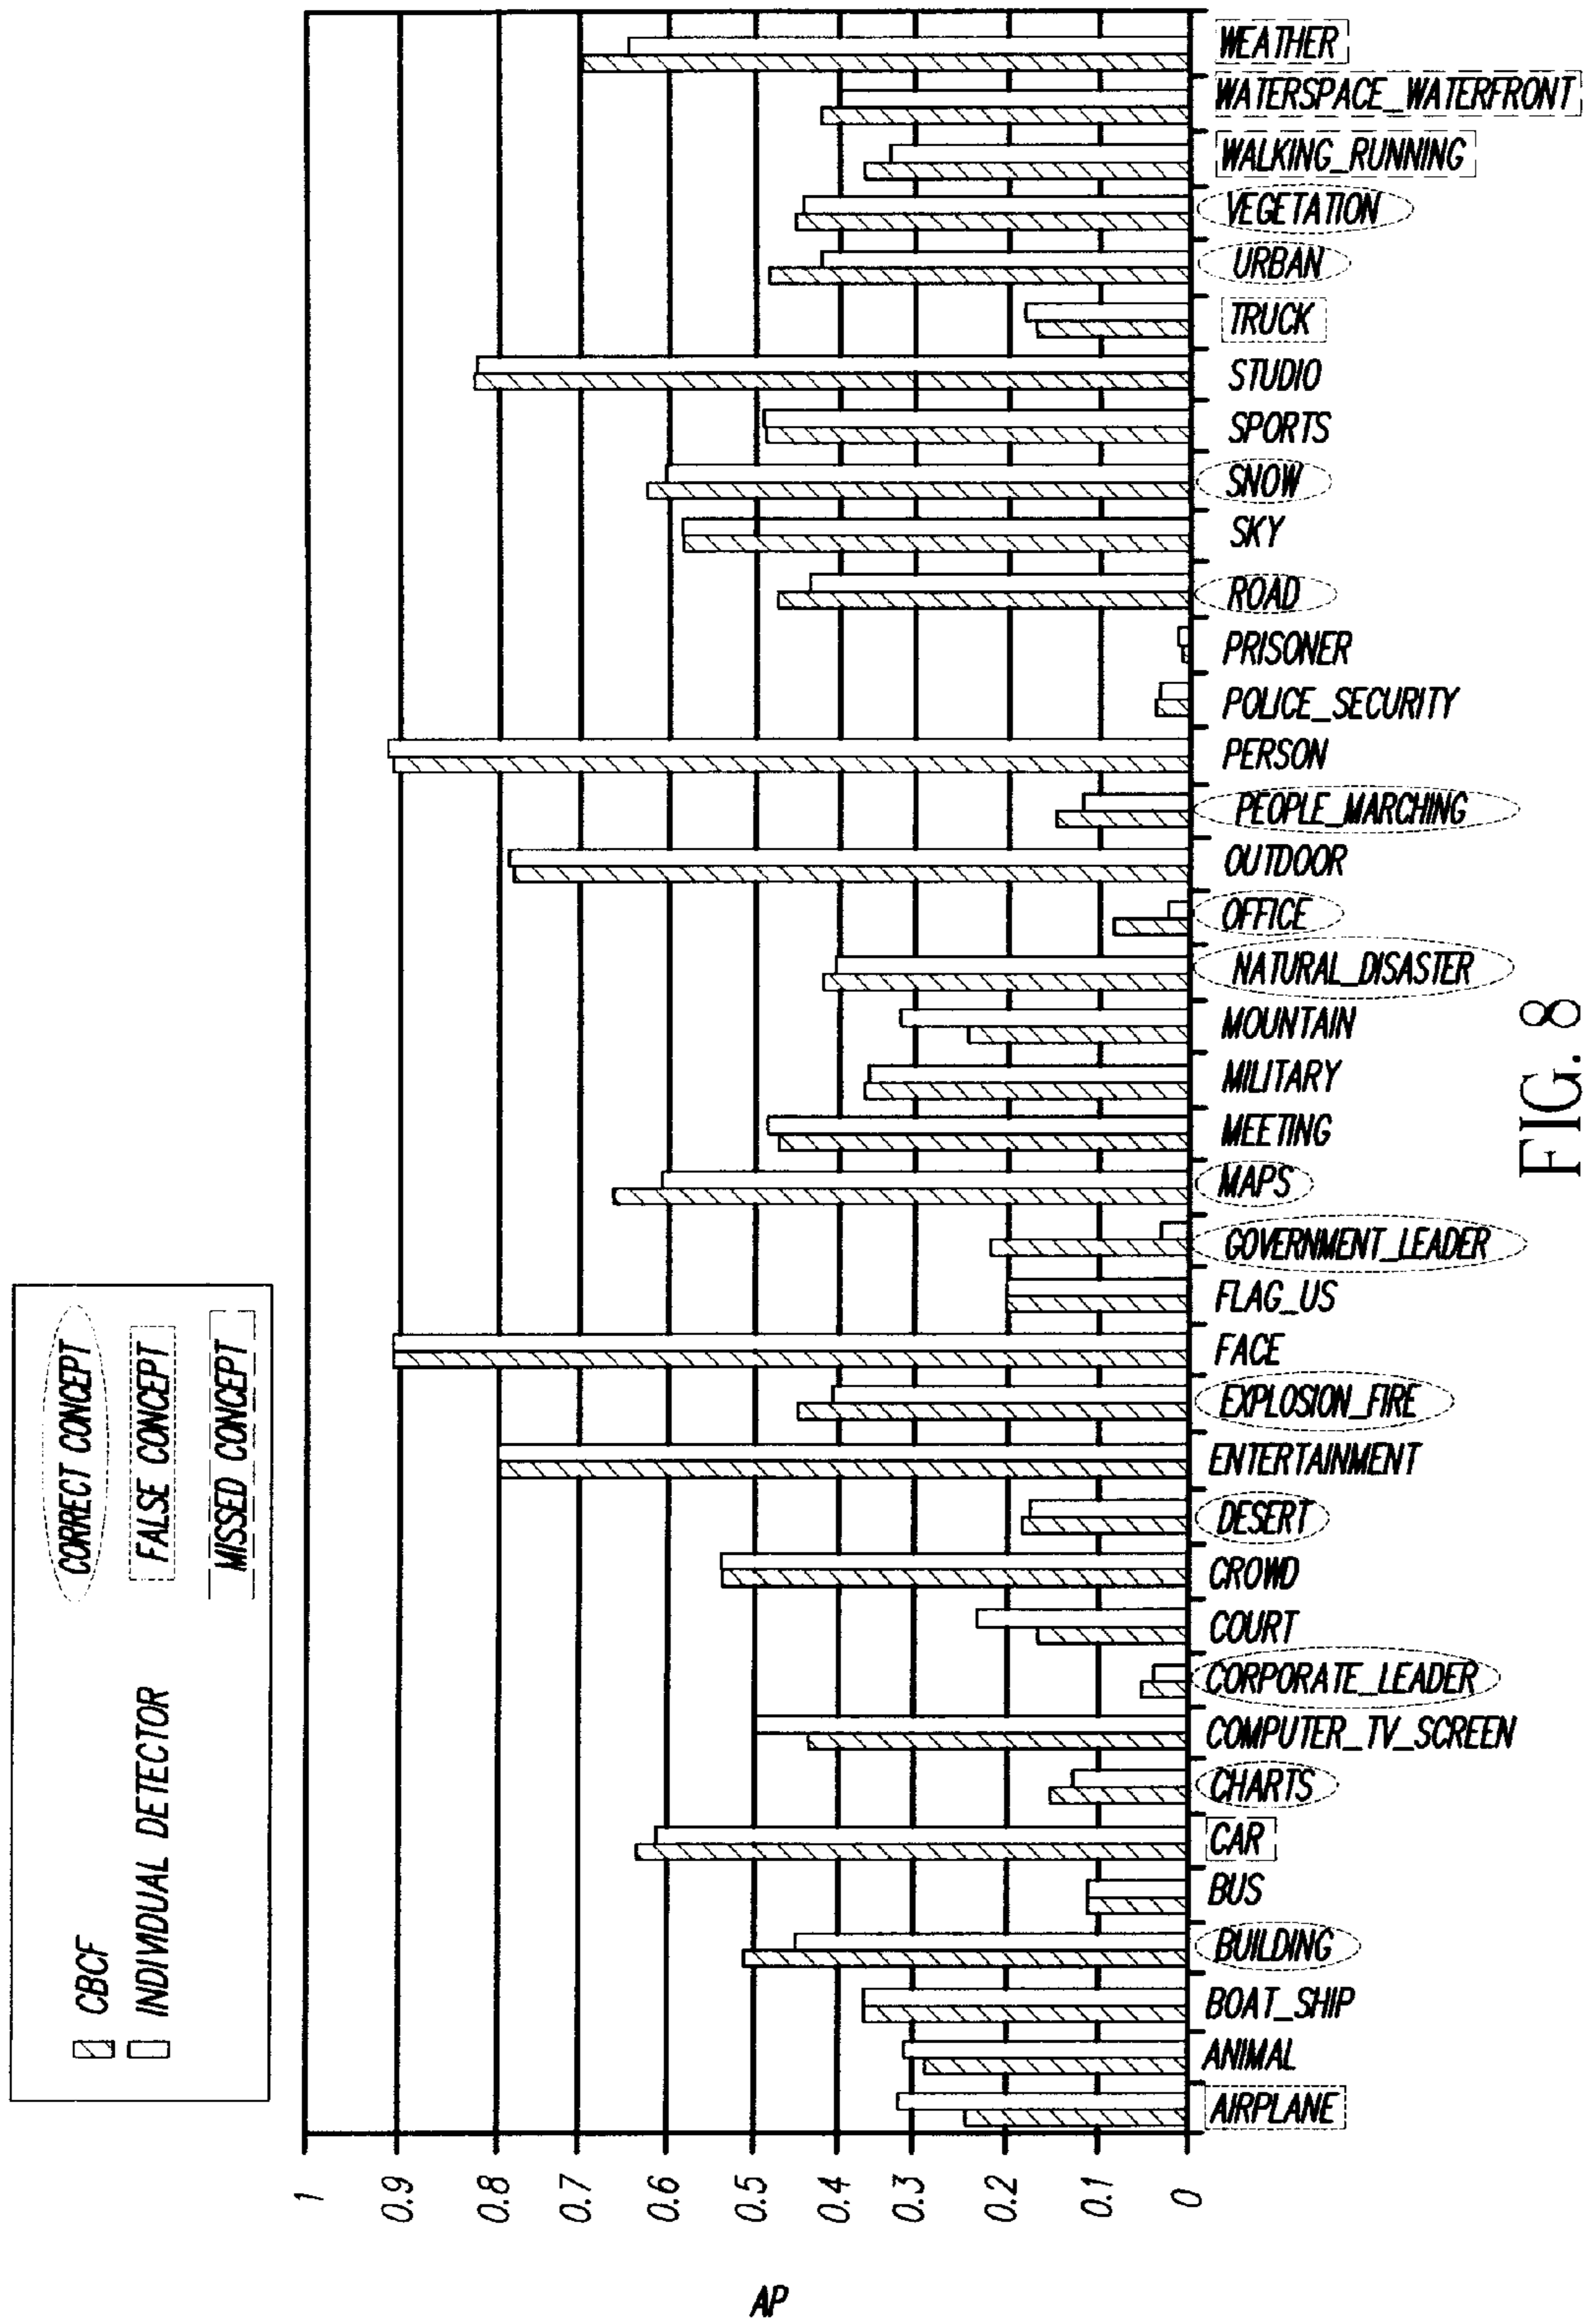 CBCF
INDIVIDUAL DETECTOR
CORRECT CONCEPT
FALSE CONCEPT
MISSED CONCEPT
AP
1
0.9
0.8
0.7
0.6
0.5
0.4
0.3
0.2
0.1
0
WEATHER
WATERSPACE_WATERFRONT
WALKING_RUNNING
VEGETATION
URBAN
TRUCK
STUDIO
SPORTS
SNOW
SKY
ROAD
PRISONER
POLICE_SECURITY
PERSON
PEOPLE_MARCHING
OUTDOOR
OFFICE
NATURAL_DISASTER
MOUNTAIN
MILITARY
MEETING
MAPS
GOVERNMENT_LEADER
FLAG_US
FACE
EXPLOSION_FIRE
ENTERTAINMENT
DESERT
CROWD
COURT
CORPORATE_LEADER
COMPUTER_TV_SCREEN
CHARTS
CAR
BUS
BUILDING
BOAT_SHIP
ANIMAL
AIRPLANE
FIG. 8